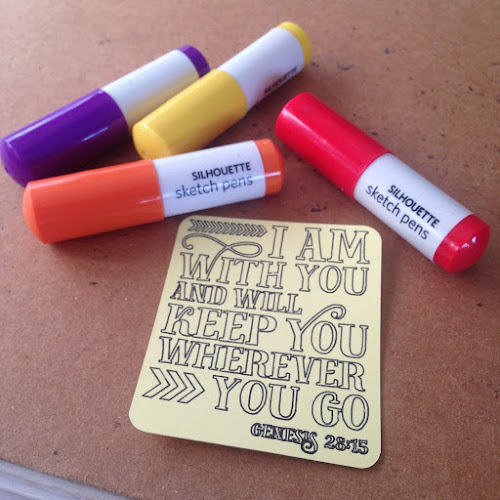 SILHOUETTE
SILHOUETTE
sketch pens
SILHOUETTE
sketch pens
I AM
WITH YOU
AND WILL
KEEP YOU
WHEREVER
YOU GO
GENESIS 28:15